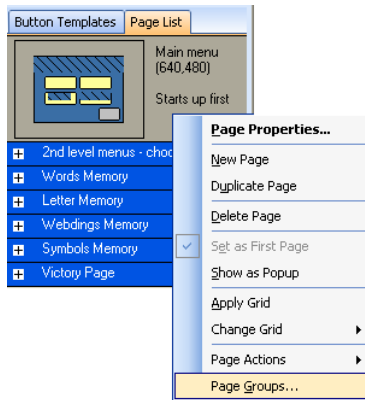 Button Templates Page List
Main menu
(640,480)
Starts up first
2nd level menus - choo
Words Memory
Letter Memory
Webdings Memory
Symbols Memory
Victory Page
Page Properties...
New Page
Duplicate Page
Delete Page
Set as First Page
Show as Popup
Apply Grid
Change Grid
Page Actions
Page Groups...